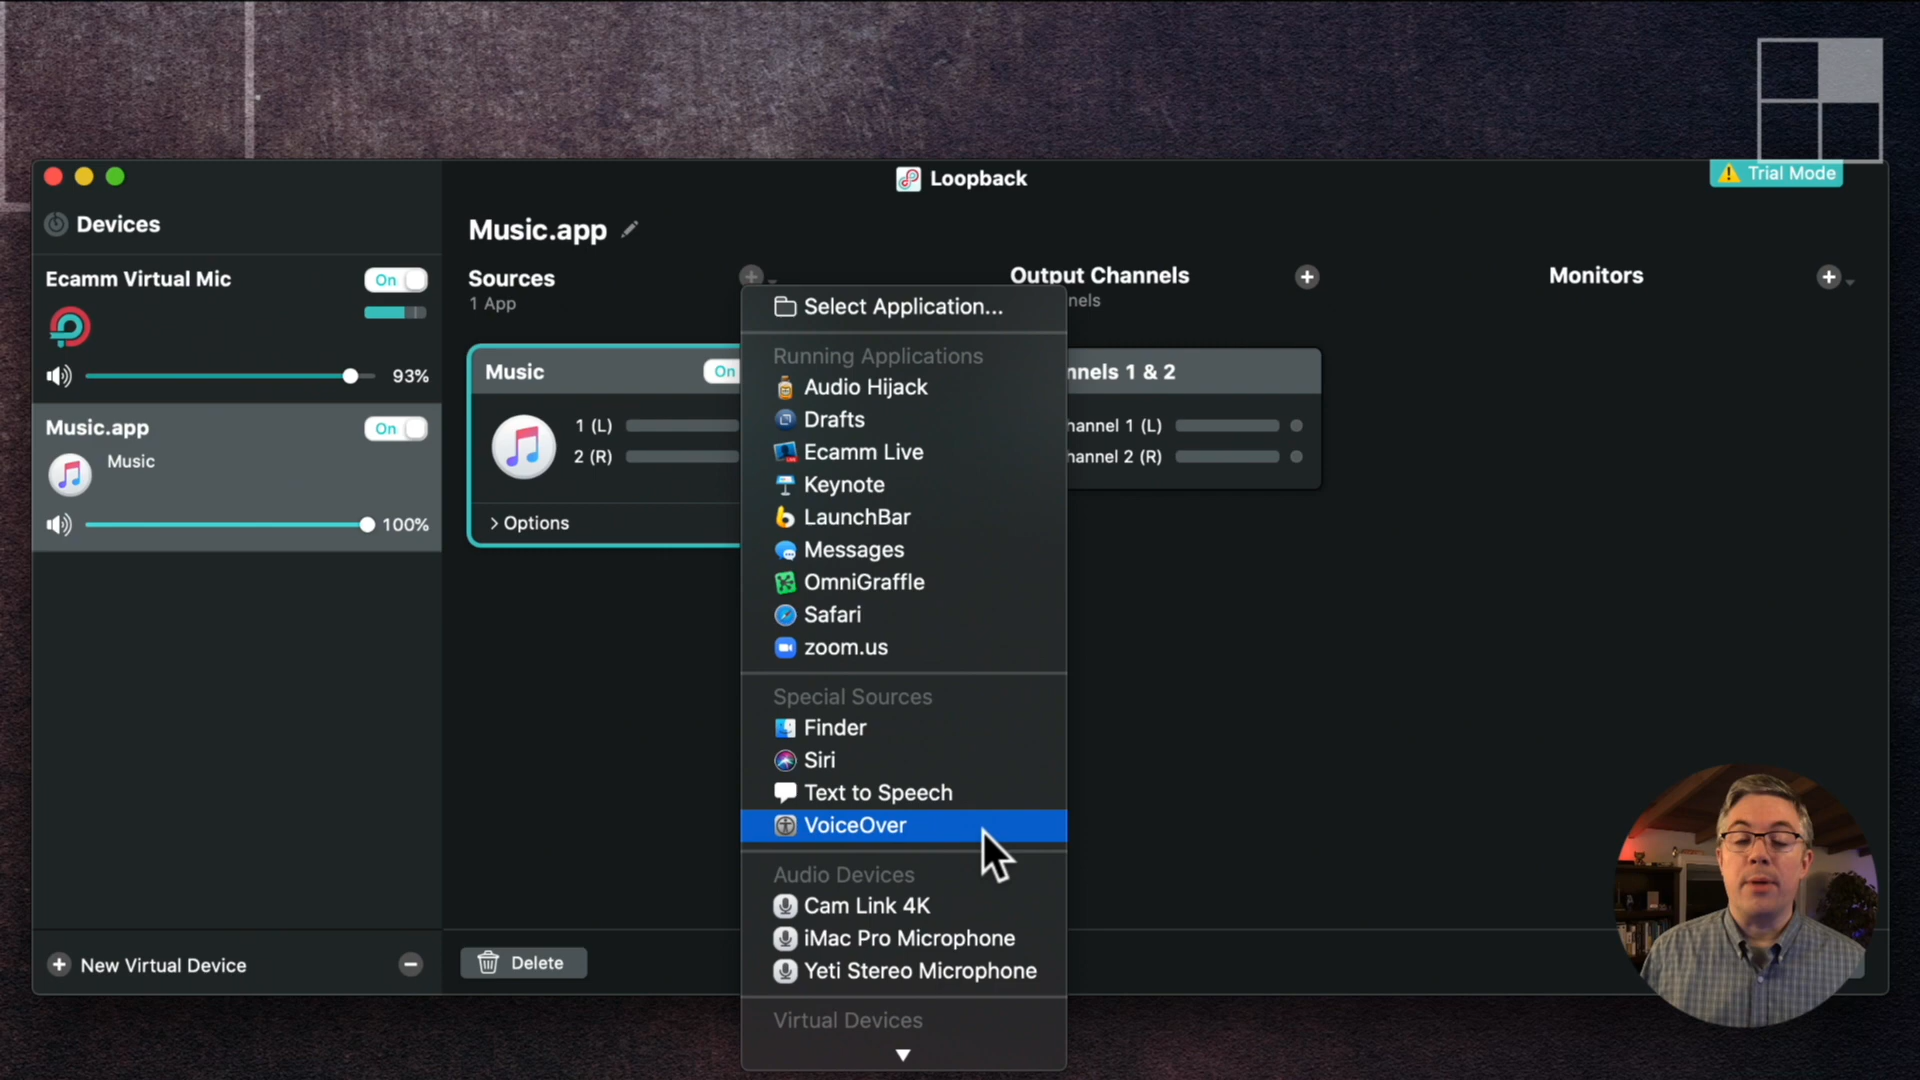 Loopback
Trial Mode
Devices
Ecamm Virtual Mic
On
93%
Music.app
On
Music
100%
New Virtual Device
Music.app
Sources
1 App
Music
On
1 (L)
2 (R)
Options
Delete
Select Application...
Running Applications
Audio Hijack
Drafts
Ecamm Live
Keynote
LaunchBar
Messages
OmniGraffle
Safari
zoom.us
Special Sources
Finder
Siri
Text to Speech
VoiceOver
Audio Devices
Cam Link 4K
iMac Pro Microphone
Yeti Stereo Microphone
Virtual Devices
Output Channels
nels
nnels 1 & 2
hannel 1 (L)
hannel 2 (R)
Monitors